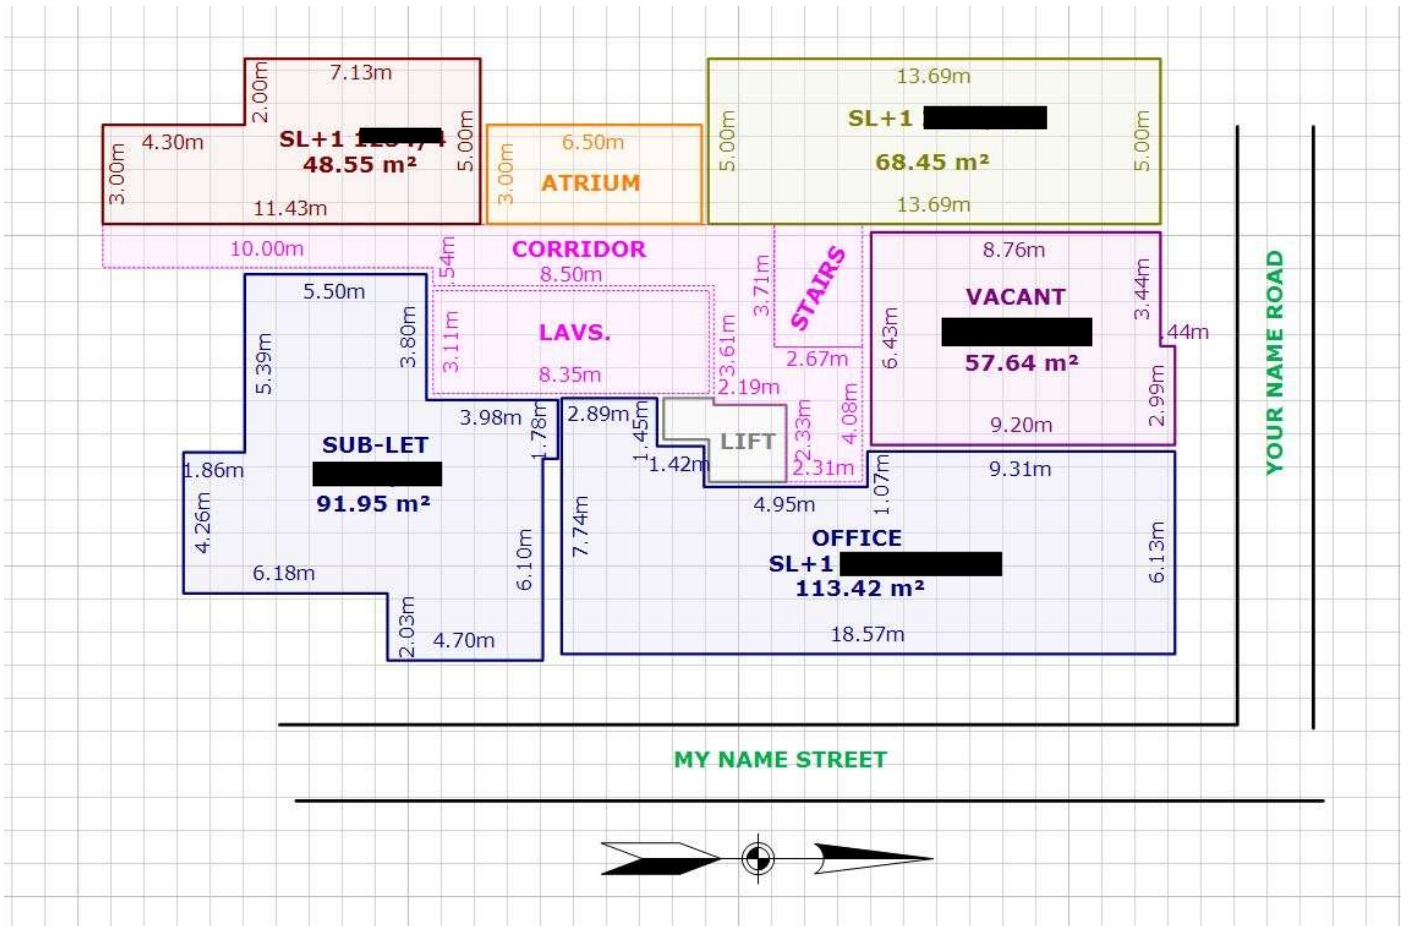 7.13m
2.00m
4.30m
SL+1
48.55 m²
5.00m
3.00m
11.43m
6.50m
3.00m
ATRIUM
13.69m
SL+1
5.00m
68.45 m²
5.00m
13.69m
10.00m
.54m
CORRIDOR
8.50m
3.71m
STAIRS
8.76m
3.44m
VACANT
6.43m
.44m
57.64 m²
2.99m
9.20m
5.50m
5.39m
3.80m
3.11m
LAVS.
8.35m
3.61m
2.19m
2.67m
4.08m
3.98m
1.78m
2.89m
1.45m
LIFT
2.33m
1.42m
2.31m
SUB-LET
1.86m
91.95 m²
4.26m
6.18m
6.10m
2.03m
4.70m
7.74m
4.95m
1.07m
9.31m
OFFICE
SL+1
113.42 m²
6.13m
18.57m
YOUR NAME ROAD
MY NAME STREET